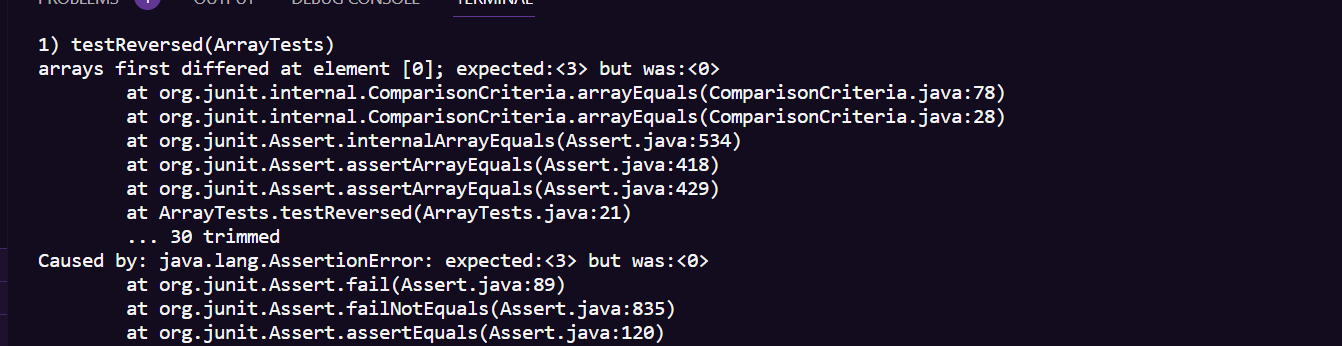 PROBLEMS 1 OUTPUT DEBUG CONSOLE TERMINAL
1) testReversed(ArrayTests)
arrays first differed at element [0]; expected:<3> but was:<0>
at org.junit.internal.ComparisonCriteria.arrayEquals(ComparisonCriteria.java:78)
at org.junit.internal.ComparisonCriteria.arrayEquals(ComparisonCriteria.java:28)
at org.junit.Assert.internalArrayEquals(Assert.java:534)
at org.junit.Assert.assertArrayEquals(Assert.java:418)
at org.junit.Assert.assertArrayEquals(Assert.java:429)
at ArrayTests.testReversed(ArrayTests.java:21)
... 30 trimmed
Caused by: java.lang.AssertionError: expected:<3> but was:<0>
at org.junit.Assert.fail(Assert.java:89)
at org.junit.Assert.failNotEquals(Assert.java:835)
at org.junit.Assert.assertEquals(Assert.java:120)